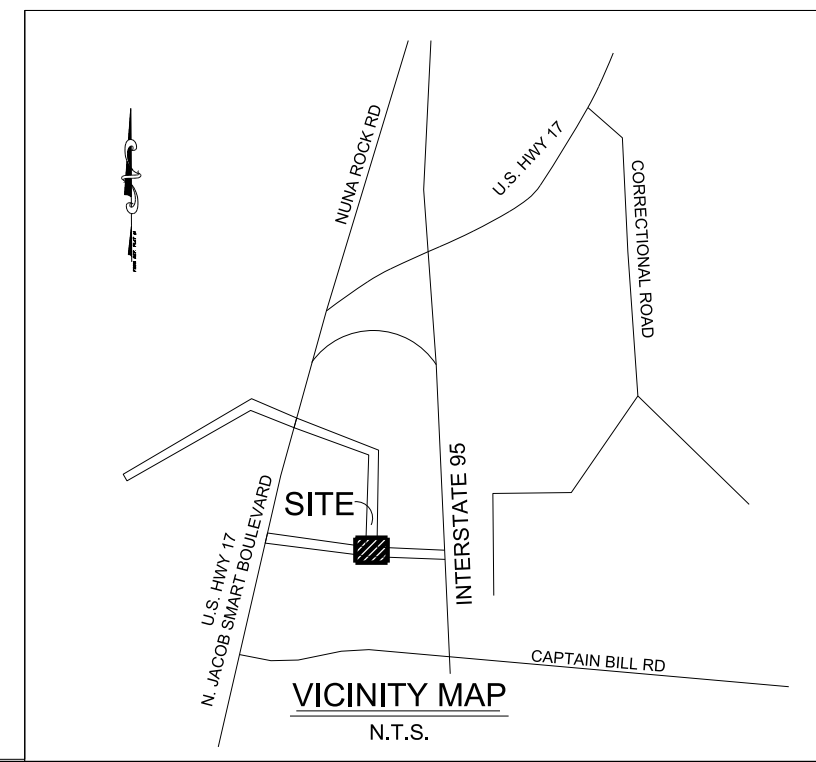 NUNA ROCK RD
U.S. HWY 17
CORRECTIONAL ROAD
SITE
INTERSTATE 95
U.S. HWY 17
N. JACOB SMART BOULEVARD
CAPTAIN BILL RD
VICINITY MAP
N.T.S.